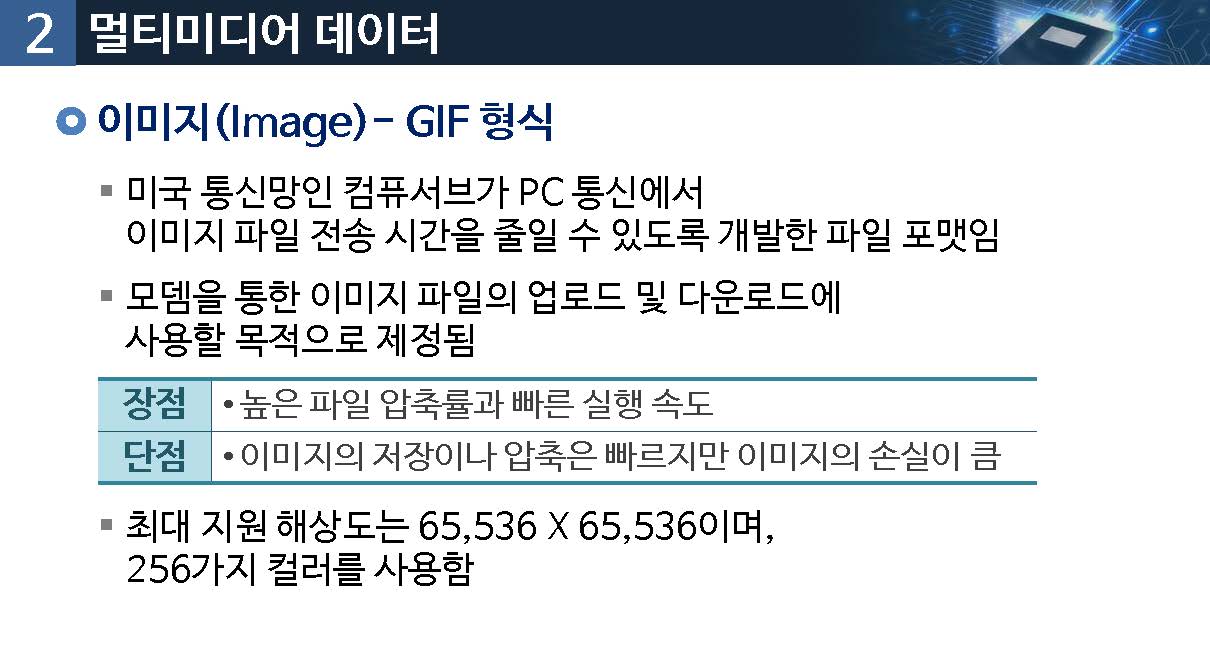 2 멀티미디어 데이터
이미지(Image) – GIF 형식
▪ 미국 통신망인 컴퓨서브가 PC 통신에서
이미지 파일 전송 시간을 줄일 수 있도록 개발한 파일 포맷임
▪ 모뎀을 통한 이미지 파일의 업로드 및 다운로드에
사용할 목적으로 제정됨
장점 • 높은 파일 압축률과 빠른 실행 속도
단점 • 이미지의 저장이나 압축은 빠르지만 이미지의 손실이 큼
▪ 최대 지원 해상도는 65,536 X 65,536이며,
256가지 컬러를 사용함